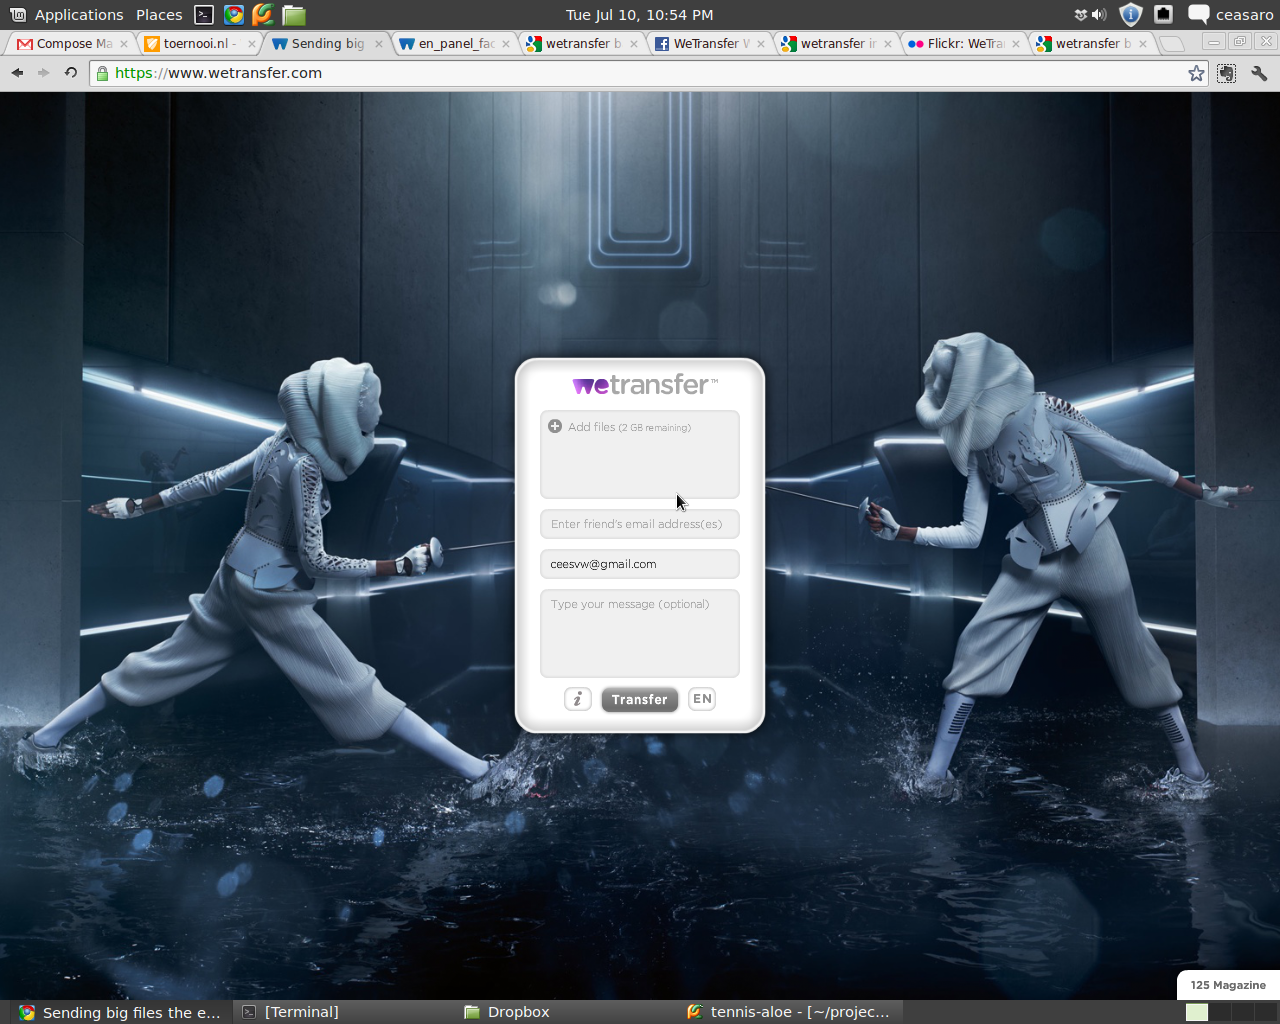 Applications Places Tue Jul 10, 10:54 PM ceasaro
Compose Ma toernooi.nl - Sending big en_panel_fac wetransfer b WeTransfer W wetransfer ir Flickr: WeTra wetransfer b
https://www.wetransfer.com
wetransfer™
Add files (2 GB remaining)
Enter friend's email address(es)
ceesvw@gmail.com
Type your message (optional)
i Transfer EN
125 Magazine
Sending big files the e... [Terminal] Dropbox tennis-aloe - [~/projec...